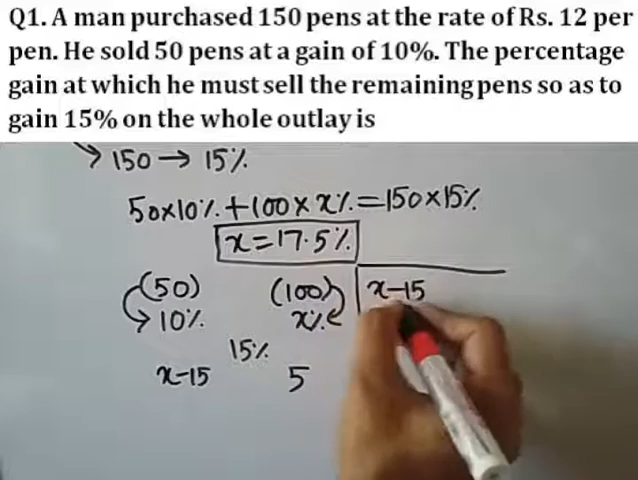 Q1. A man purchased 150 pens at the rate of Rs. 12 per
pen. He sold 50 pens at a gain of 10%. The percentage
gain at which he must sell the remaining pens so as to
gain 15% on the whole outlay is
→ 150 → 15%
50×10% + 100 × x% = 150×15%
x = 17.5%
(50) (100) x-15
→ 10% x%
15%
x-15 5